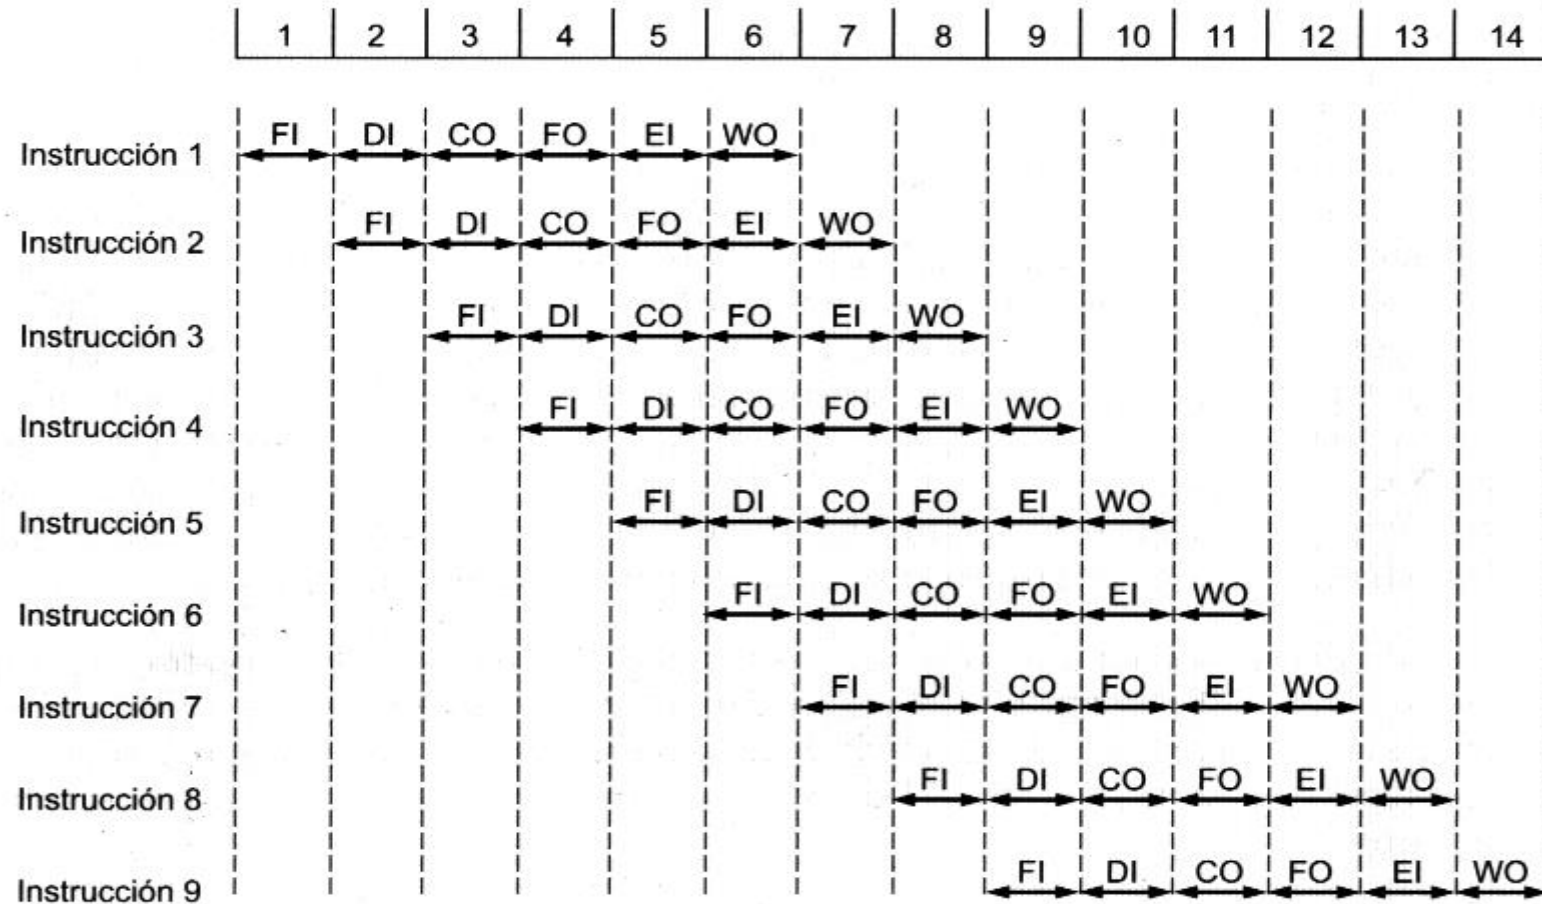 1 2 3 4 5 6 7 8 9 10 11 12 13 14
Instrucción 1 FI DI CO FO EI WO
Instrucción 2 FI DI CO FO EI WO
Instrucción 3 FI DI CO FO EI WO
Instrucción 4 FI DI CO FO EI WO
Instrucción 5 FI DI CO FO EI WO
Instrucción 6 FI DI CO FO EI WO
Instrucción 7 FI DI CO FO EI WO
Instrucción 8 FI DI CO FO EI WO
Instrucción 9 FI DI CO FO EI WO